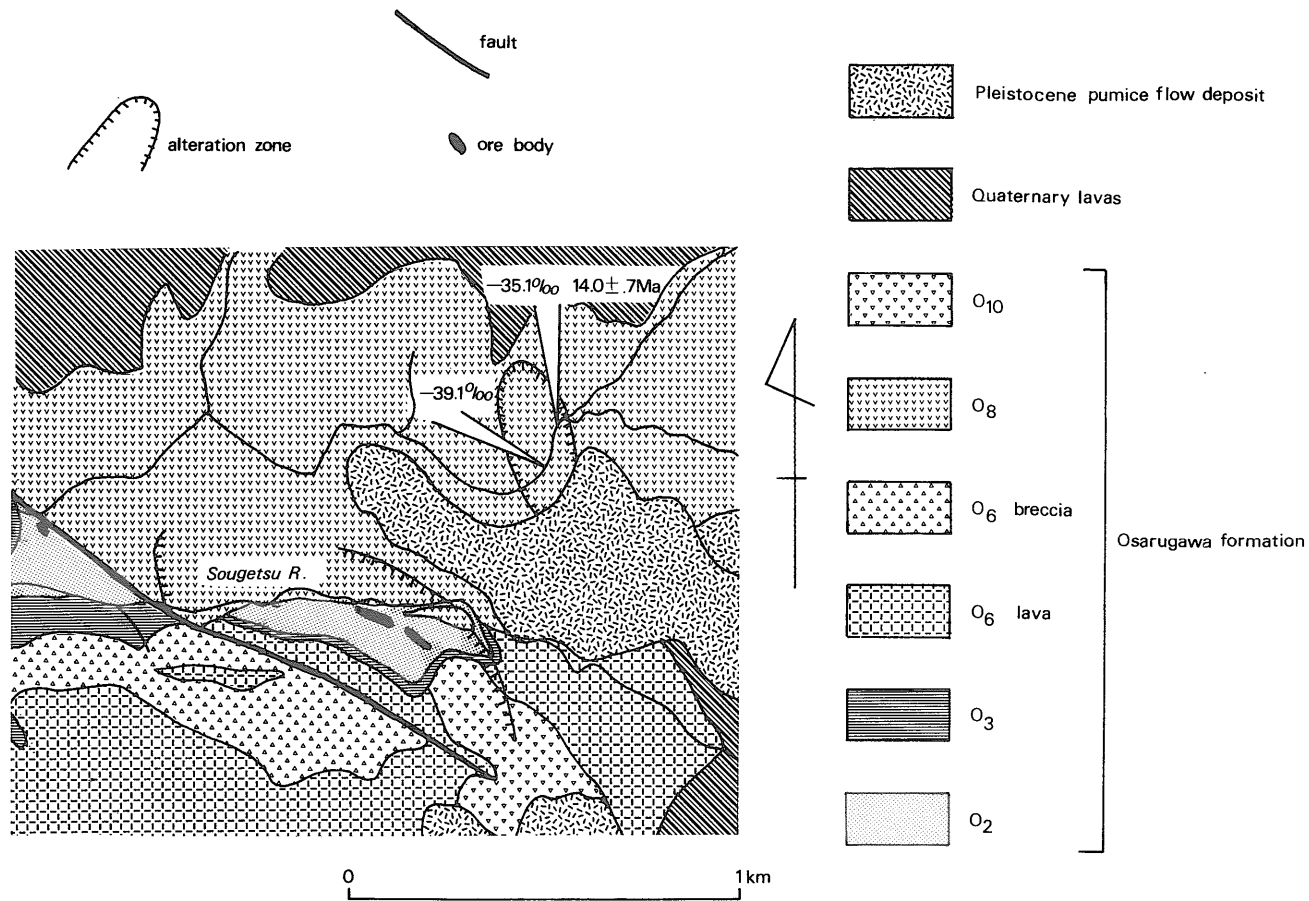 fault
alteration zone
ore body
Pleistocene pumice flow deposit
Quaternary lavas
O10
O8
O6 breccia
O6 lava
O3
O2
Osarugawa formation
−35.1‰ 14.0±.7Ma
−39.1‰
Sougetsu R.
0 1km